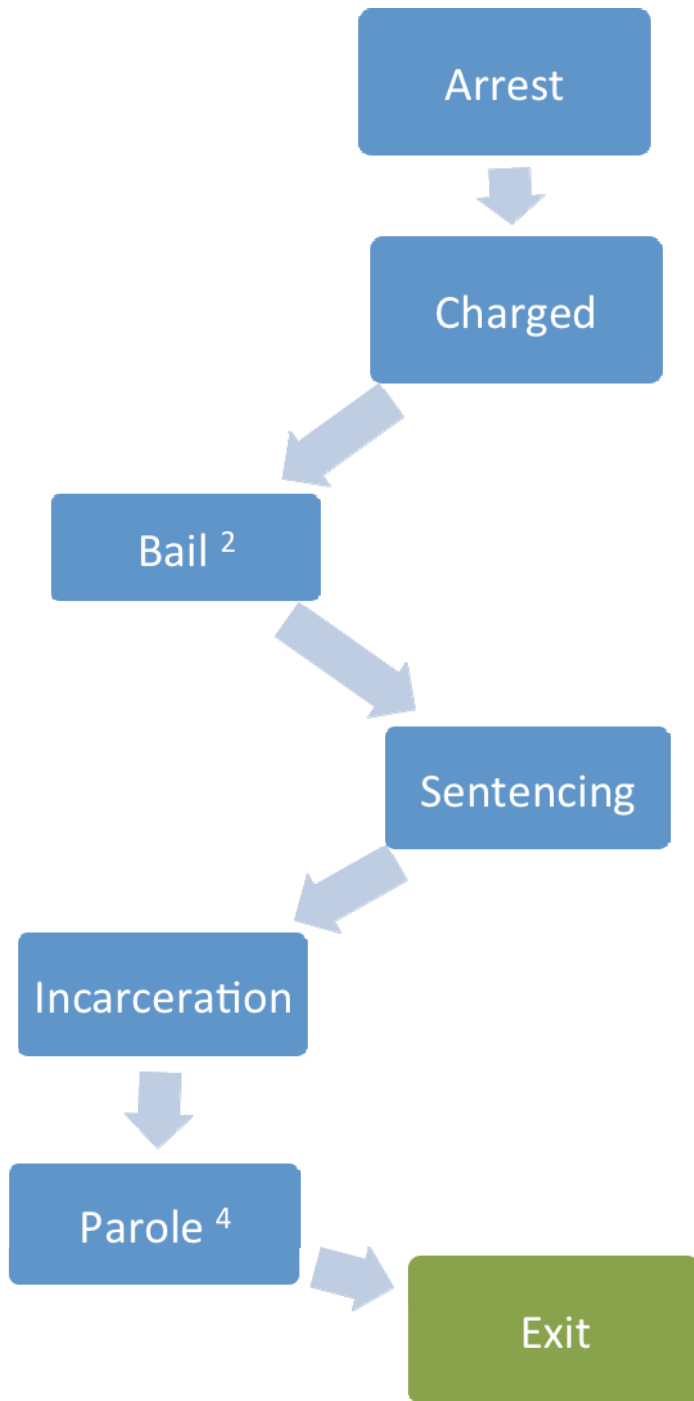 Arrest
Charged
Bail ²
Sentencing
Incarceration
Parole ⁴
Exit